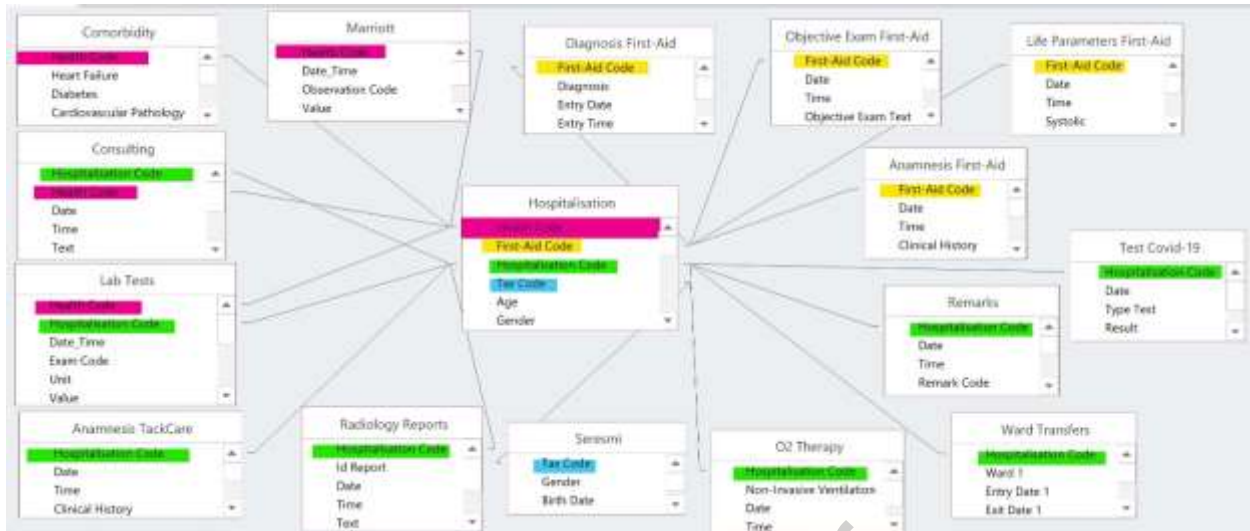 Comorbidity
Health Code
Heart Failure
Diabetes
Cardiovascular Pathology
Marriott
Health Code
Date_Time
Observation Code
Value
Diagnosis First-Aid
First-Aid Code
Diagnosis
Entry Date
Entry Time
Objective Exam First-Aid
First-Aid Code
Date
Time
Objective Exam Text
Life Parameters First-Aid
First-Aid Code
Date
Time
Systolic
Consulting
Hospitalisation Code
Health Code
Date
Time
Text
Hospitalisation
Health Code
First-Aid Code
Hospitalisation Code
Tax Code
Age
Gender
Anamnesis First-Aid
First-Aid Code
Date
Time
Clinical History
Test Covid-19
Hospitalisation Code
Date
Type Test
Result
Lab Tests
Health Code
Hospitalisation Code
Date_Time
Exam Code
Unit
Value
Remarks
Hospitalisation Code
Date
Time
Remark Code
Anamnesis TackCare
Hospitalisation Code
Date
Time
Clinical History
Radiology Reports
Hospitalisation Code
Id Report
Date
Time
Text
Seresmi
Tax Code
Gender
Birth Date
O2 Therapy
Hospitalisation Code
Non-Invasive Ventilation
Date
Time
Ward Transfers
Hospitalisation Code
Ward 1
Entry Date 1
Exit Date 1